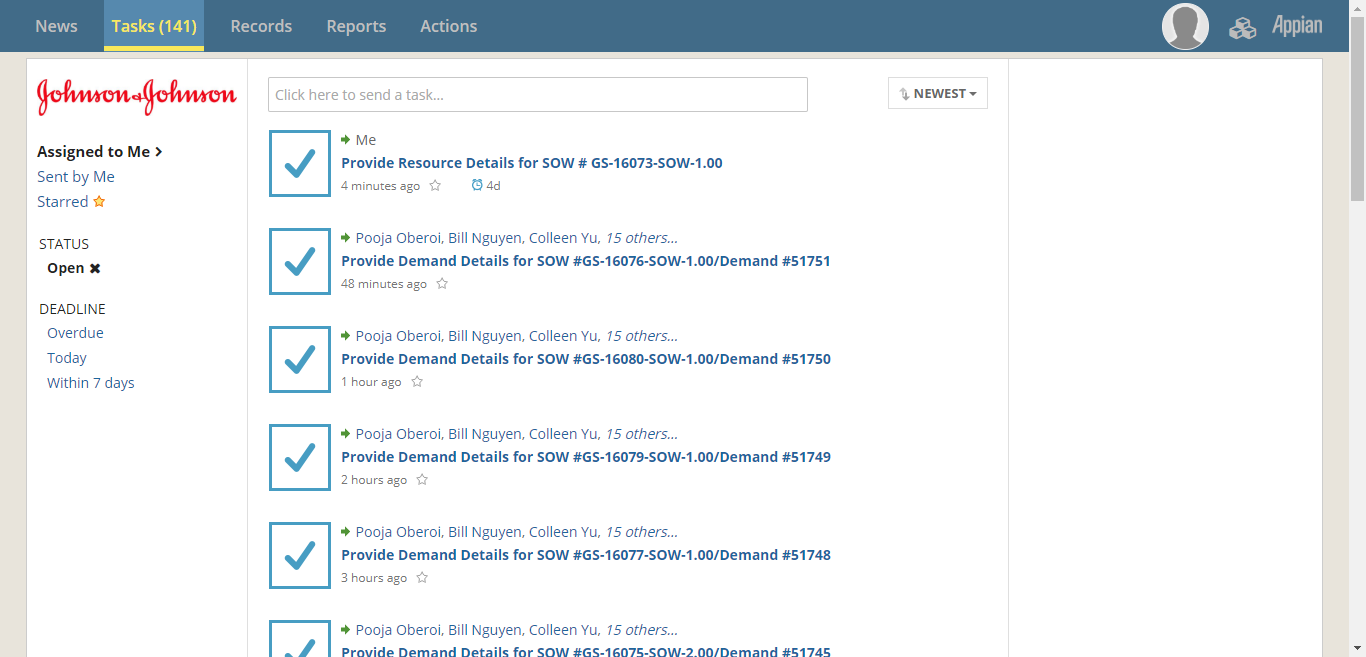 News
Tasks (141)
Records
Reports
Actions
Appian
Johnson & Johnson
Assigned to Me
Sent by Me
Starred
STATUS
Open
DEADLINE
Overdue
Today
Within 7 days
Click here to send a task...
NEWEST
Me
Provide Resource Details for SOW # GS-16073-SOW-1.00
4 minutes ago 4d
Pooja Oberoi, Bill Nguyen, Colleen Yu, 15 others...
Provide Demand Details for SOW #GS-16076-SOW-1.00/Demand #51751
48 minutes ago
Pooja Oberoi, Bill Nguyen, Colleen Yu, 15 others...
Provide Demand Details for SOW #GS-16080-SOW-1.00/Demand #51750
1 hour ago
Pooja Oberoi, Bill Nguyen, Colleen Yu, 15 others...
Provide Demand Details for SOW #GS-16079-SOW-1.00/Demand #51749
2 hours ago
Pooja Oberoi, Bill Nguyen, Colleen Yu, 15 others...
Provide Demand Details for SOW #GS-16077-SOW-1.00/Demand #51748
3 hours ago
Pooja Oberoi, Bill Nguyen, Colleen Yu, 15 others...
Provide Demand Details for SOW #GS-16075-SOW-2.00/Demand #51745